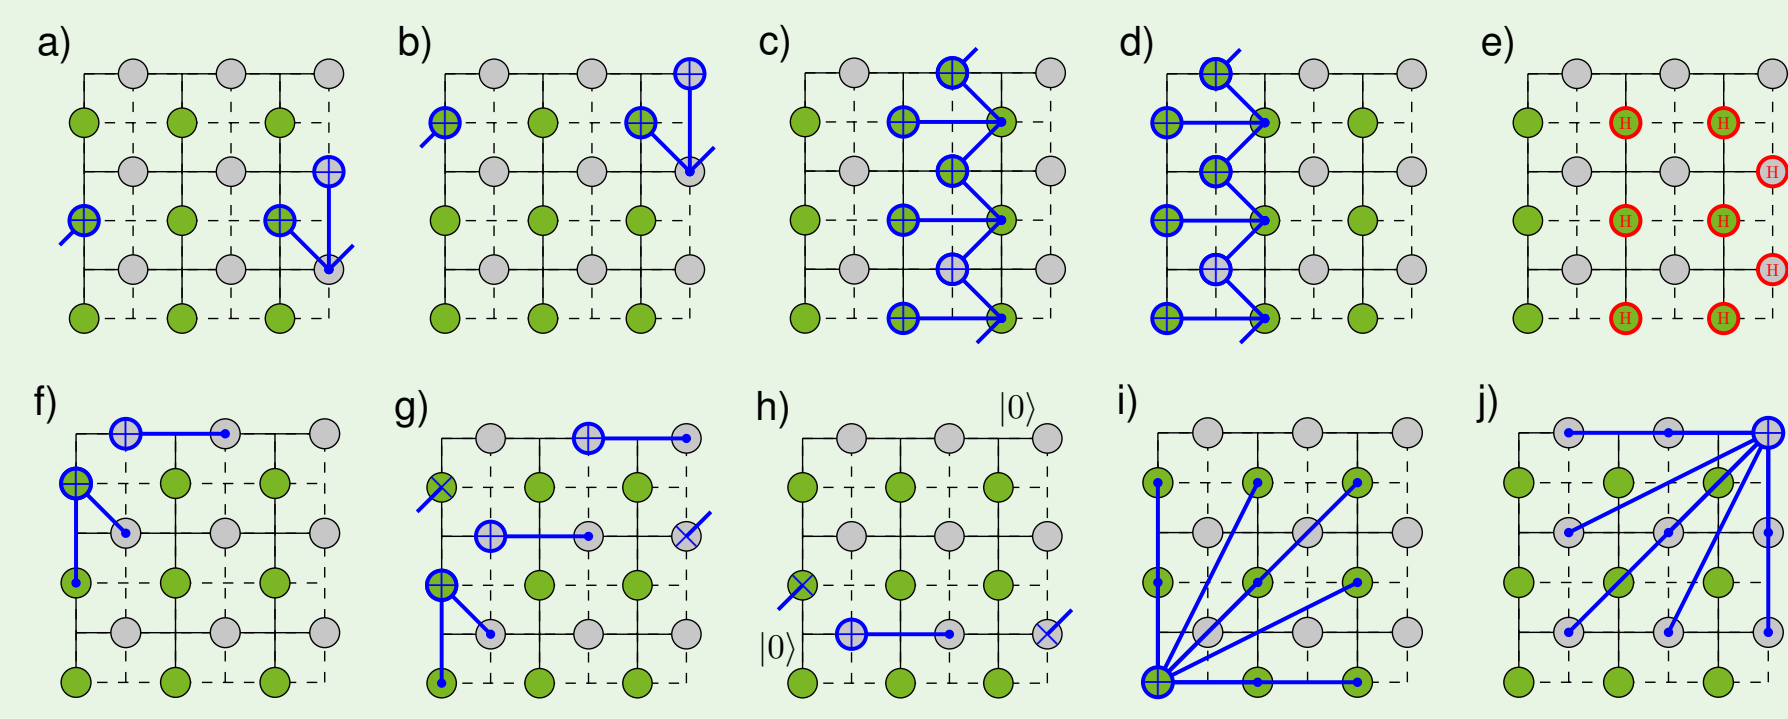 a) b) c) d) e)
H H
H
H H
H
H H
f) g) h) |0⟩ i) j)
|0⟩